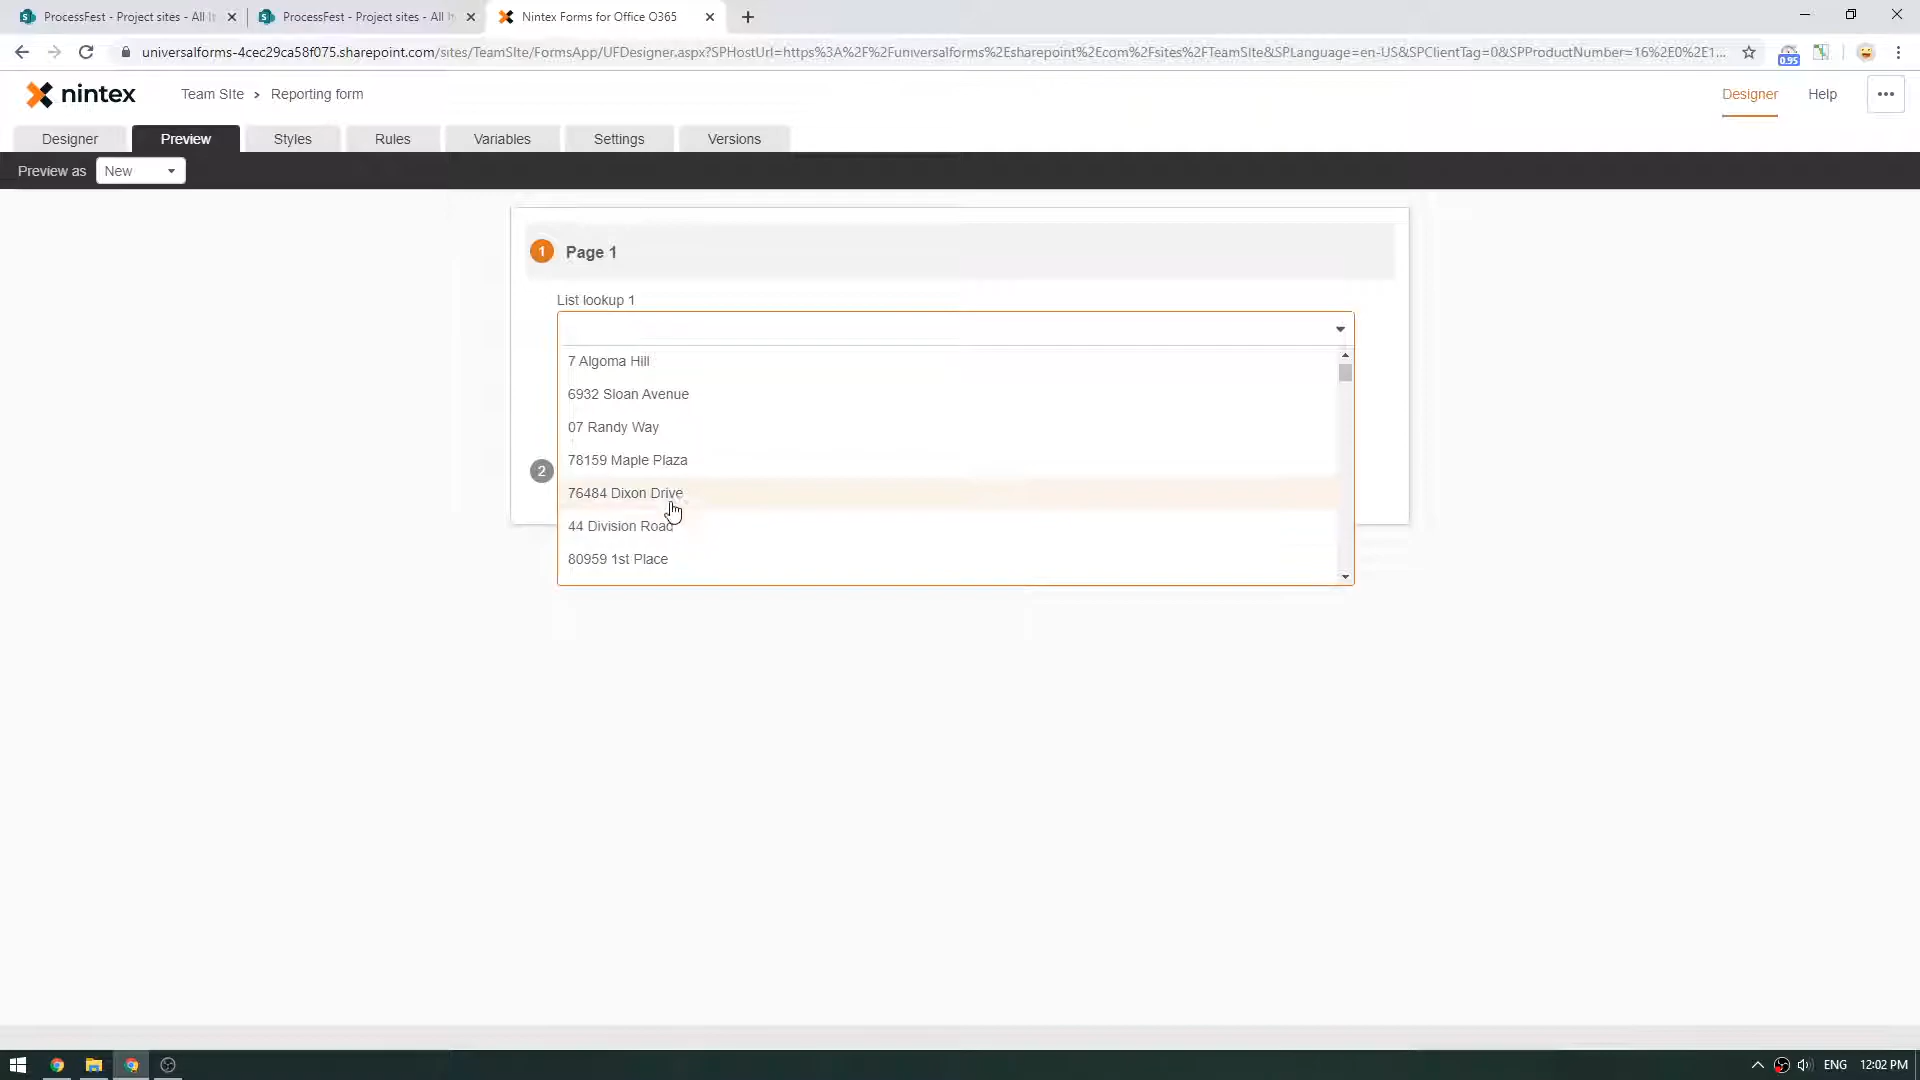 ProcessFest - Project sites - All It
ProcessFest - Project sites - All It
Nintex Forms for Office O365
universalforms-4cec29ca58f075.sharepoint.com/sites/TeamSIte/FormsApp/UFDesigner.aspx?SPHostUrl=https%3A%2F%2Funiversalforms%2Esharepoint%2Ecom%2Fsites%2FTeamSite&SPLanguage=en-US&SPClientTag=0&SPProductNumber=16%2E0%2E1...
0.95
nintex
Team SIte > Reporting form
Designer
Help
Designer
Preview
Styles
Rules
Variables
Settings
Versions
Preview as
New
1
Page 1
List lookup 1
7 Algoma Hill
6932 Sloan Avenue
07 Randy Way
78159 Maple Plaza
2
76484 Dixon Drive
44 Division Road
80959 1st Place
ENG
12:02 PM